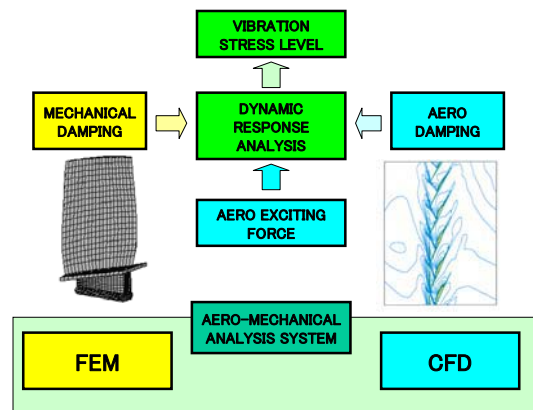 VIBRATION
STRESS LEVEL
MECHANICAL
DAMPING
DYNAMIC
RESPONSE
ANALYSIS
AERO
DAMPING
AERO EXCITING
FORCE
AERO-MECHANICAL
ANALYSIS SYSTEM
FEM
CFD